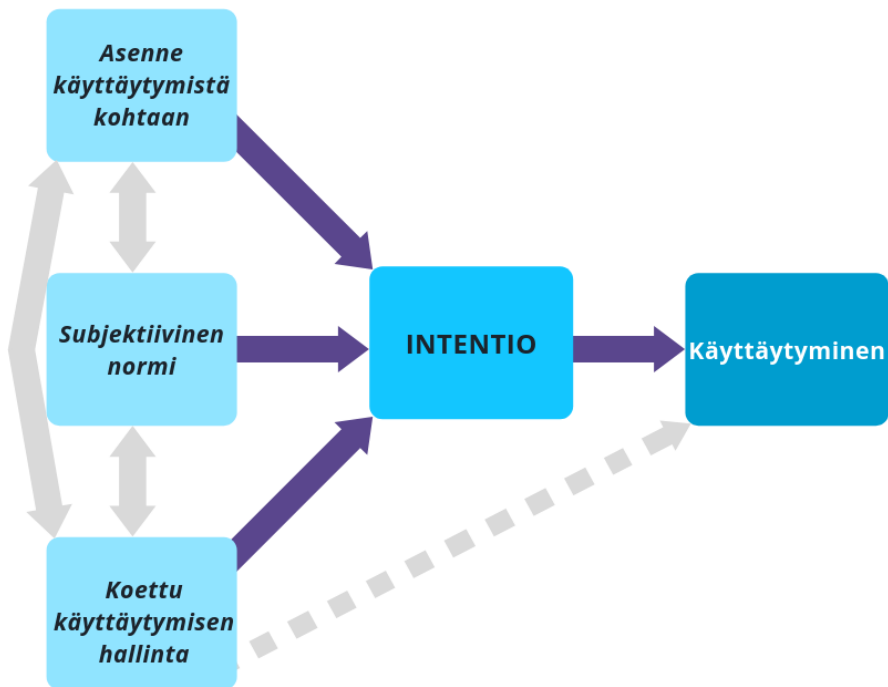 Asenne
käyttäytymistä
kohtaan
Subjektiivinen
normi
INTENTIO
Käyttäytyminen
Koettu
käyttäytymisen
hallinta